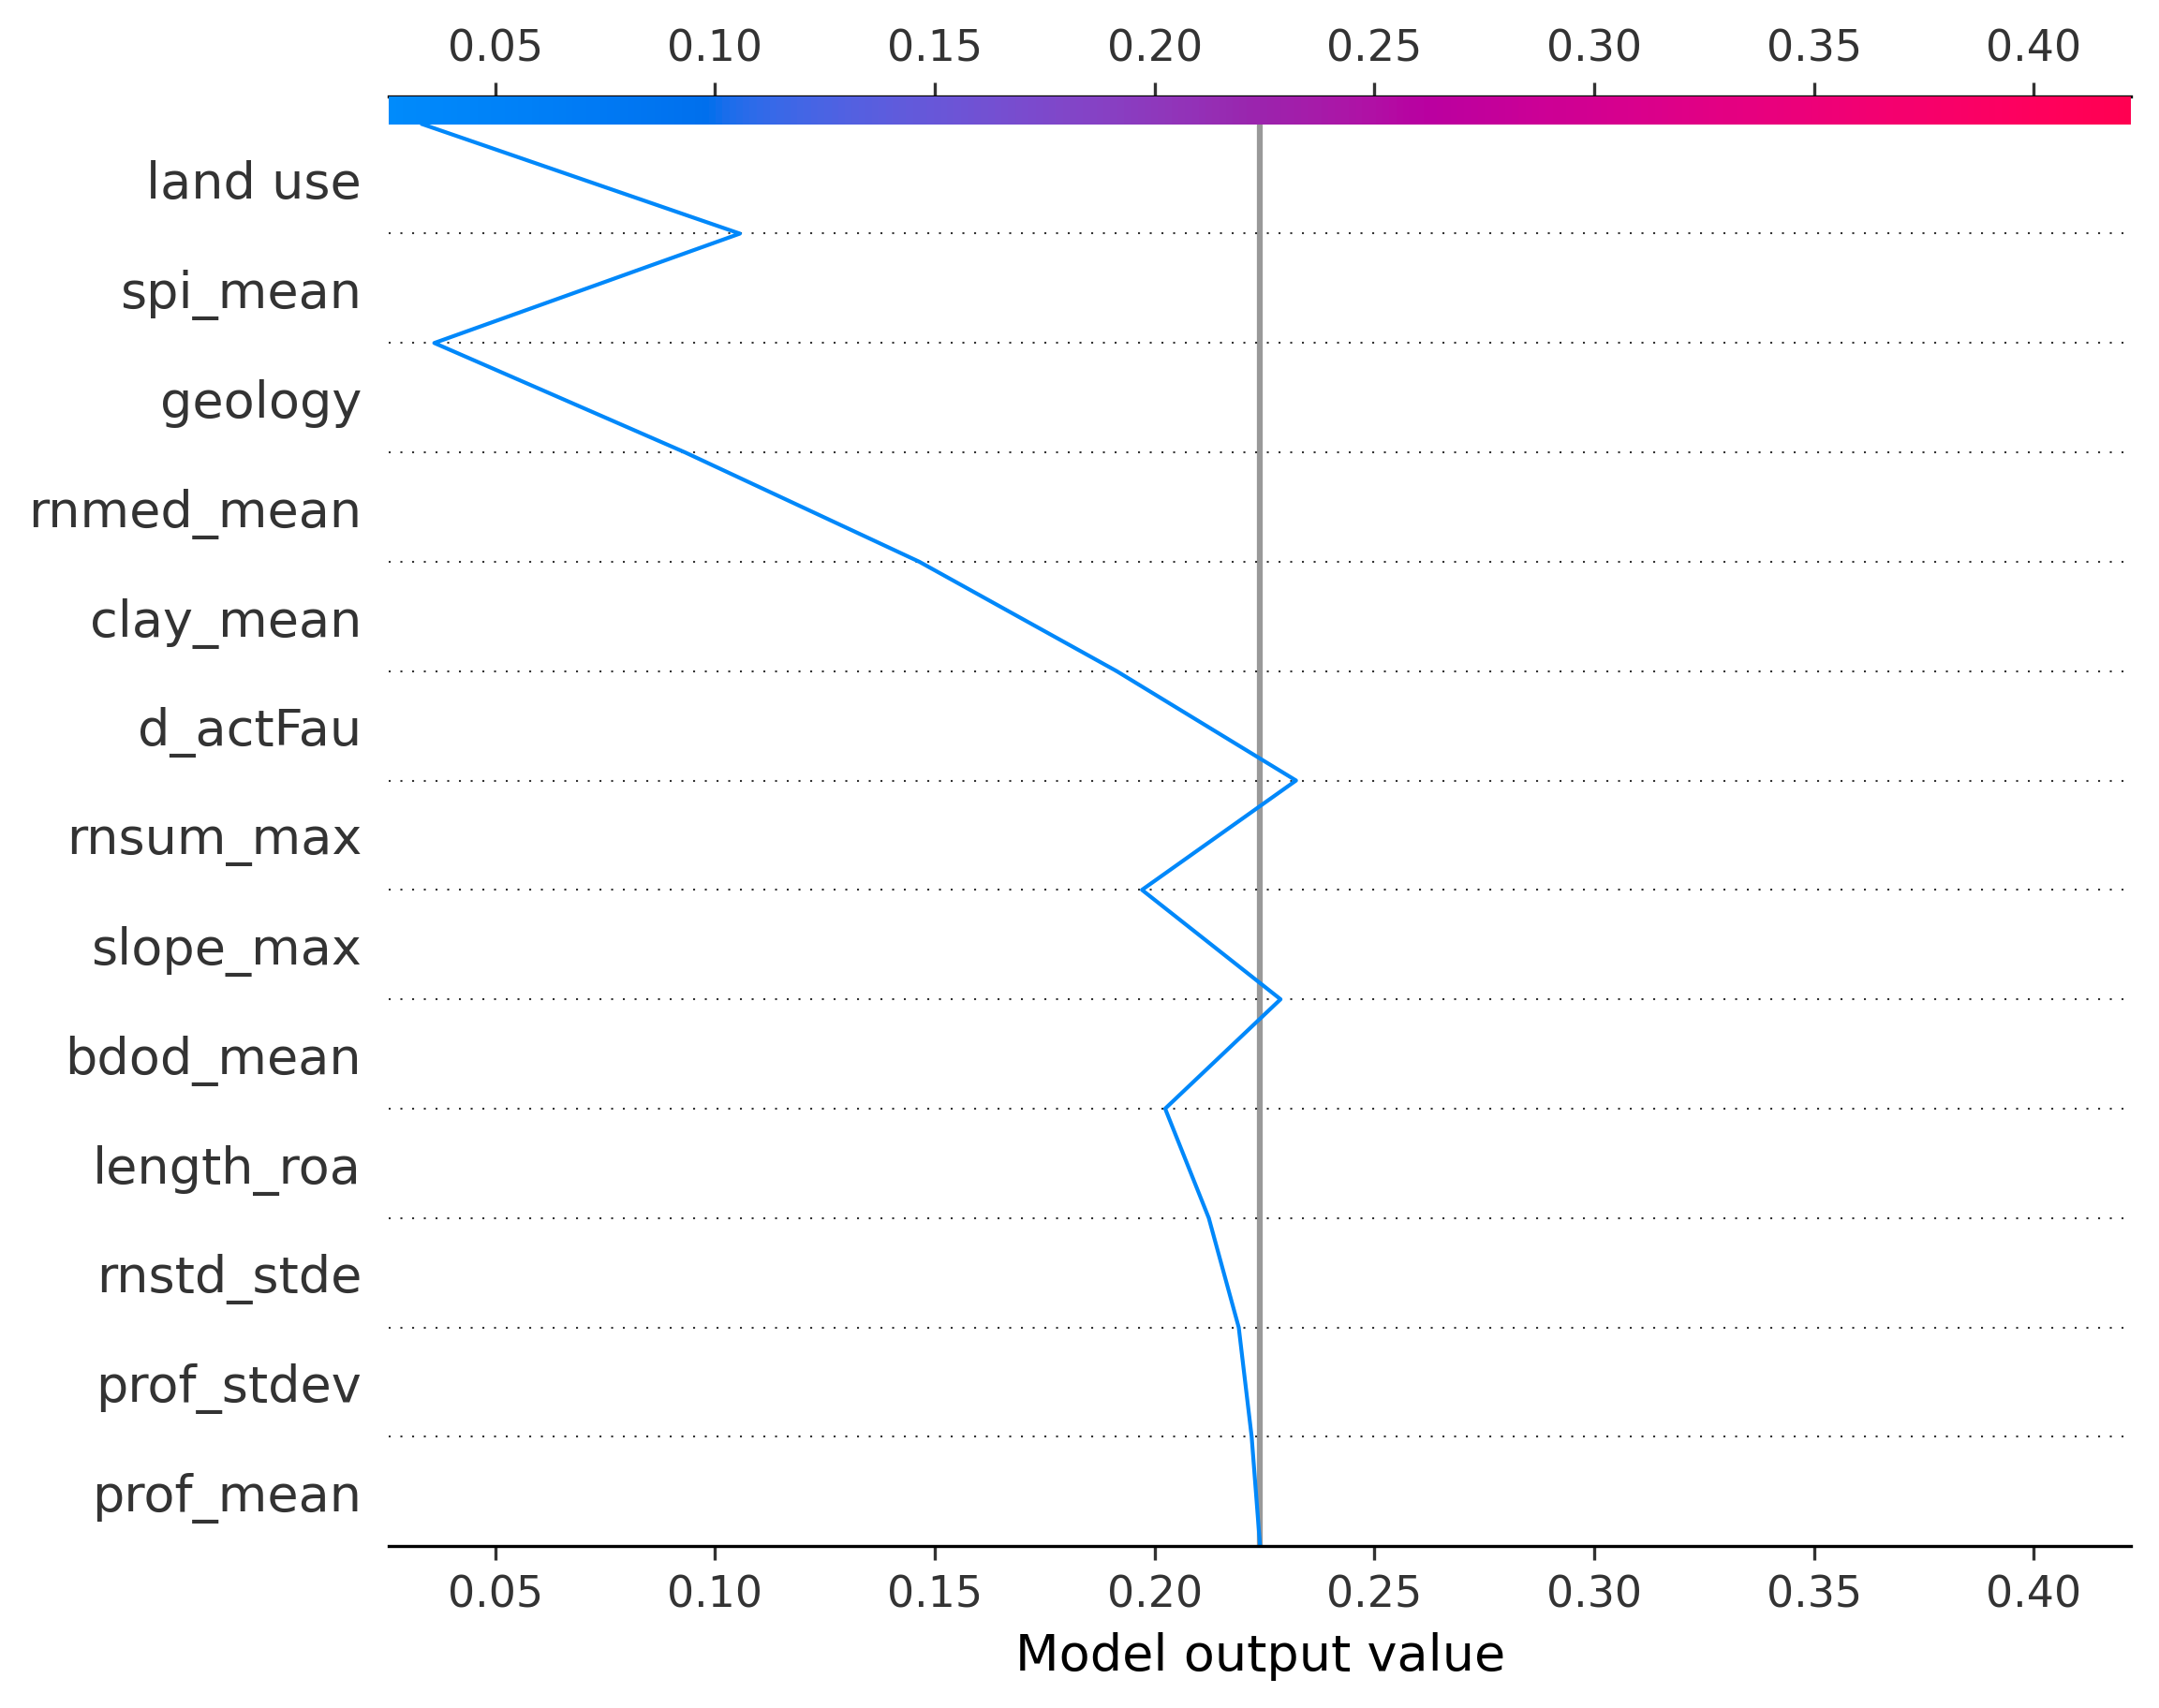 0.05 0.10 0.15 0.20 0.25 0.30 0.35 0.40
land use
spi_mean
geology
rnmed_mean
clay_mean
d_actFau
rnsum_max
slope_max
bdod_mean
length_roa
rnstd_stde
prof_stdev
prof_mean
0.05 0.10 0.15 0.20 0.25 0.30 0.35 0.40
Model output value